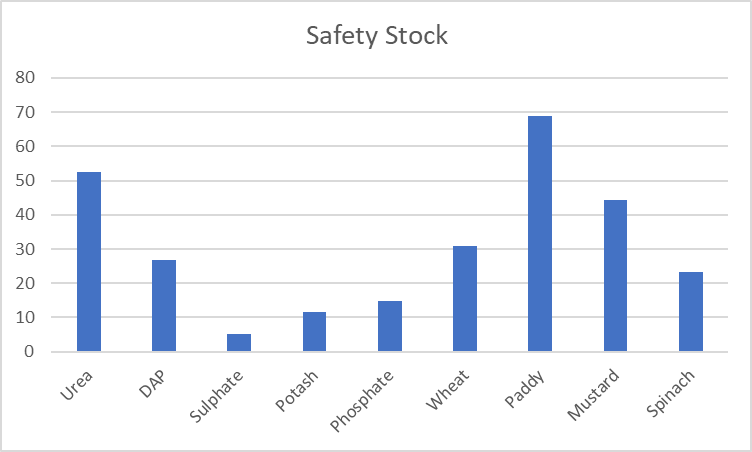 Safety Stock
80
70
60
50
40
30
20
10
0
Urea
DAP
Sulphate
Potash
Phosphate
Wheat
Paddy
Mustard
Spinach